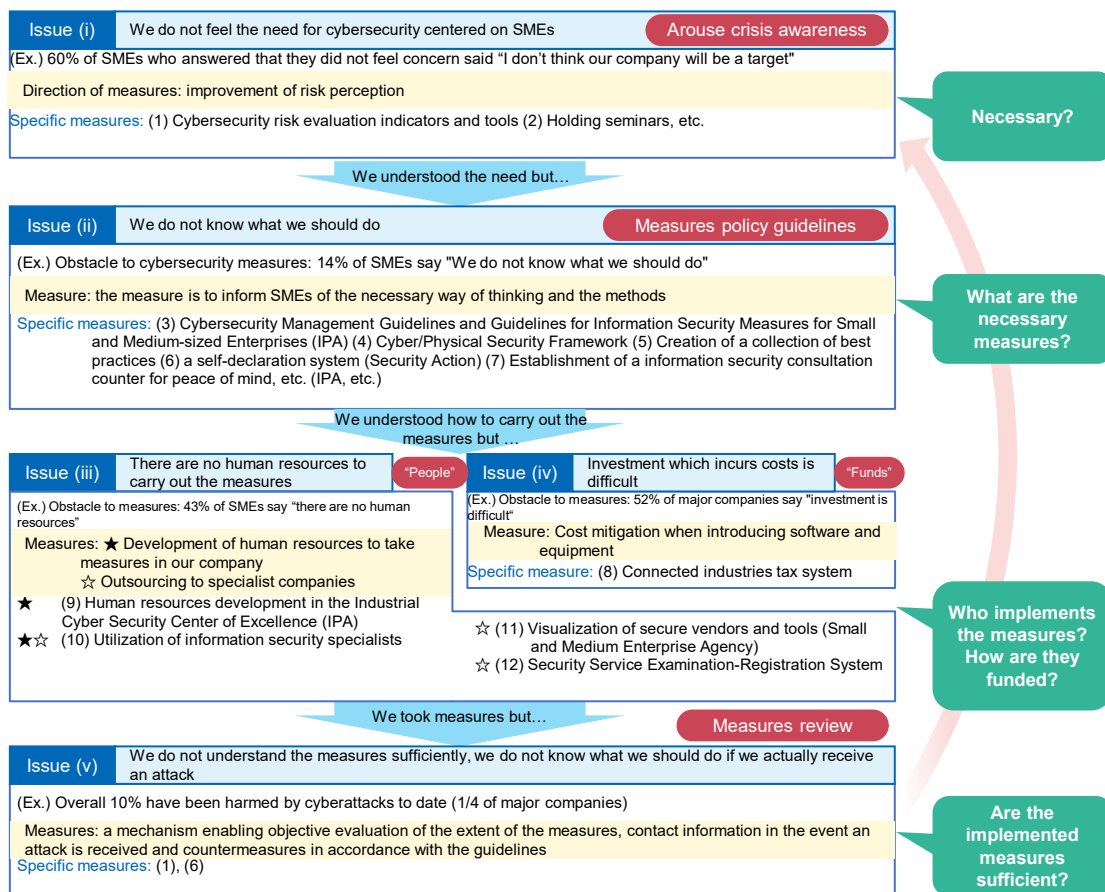 Issue (i)
We do not feel the need for cybersecurity centered on SMEs
Arouse crisis awareness
(Ex.) 60% of SMEs who answered that they did not feel concern said “I don’t think our company will be a target"
Direction of measures: improvement of risk perception
Specific measures: (1) Cybersecurity risk evaluation indicators and tools (2) Holding seminars, etc.
Necessary?
We understood the need but…
Issue (ii)
We do not know what we should do
Measures policy guidelines
(Ex.) Obstacle to cybersecurity measures: 14% of SMEs say "We do not know what we should do"
Measure: the measure is to inform SMEs of the necessary way of thinking and the methods
Specific measures: (3) Cybersecurity Management Guidelines and Guidelines for Information Security Measures for Small
and Medium-sized Enterprises (IPA) (4) Cyber/Physical Security Framework (5) Creation of a collection of best
practices (6) a self-declaration system (Security Action) (7) Establishment of a information security consultation
counter for peace of mind, etc. (IPA, etc.)
What are the
necessary
measures?
We understood how to carry out the
measures but …
Issue (iii)
There are no human resources to
carry out the measures
“People”
(Ex.) Obstacle to measures: 43% of SMEs say “there are no human
resources”
Measures: ★ Development of human resources to take
measures in our company
☆ Outsourcing to specialist companies
★ (9) Human resources development in the Industrial
Cyber Security Center of Excellence (IPA)
★☆ (10) Utilization of information security specialists
Issue (iv)
Investment which incurs costs is
difficult
“Funds”
(Ex.) Obstacle to measures: 52% of major companies say "investment is
difficult“
Measure: Cost mitigation when introducing software and
equipment
Specific measure: (8) Connected industries tax system
☆ (11) Visualization of secure vendors and tools (Small
and Medium Enterprise Agency)
☆ (12) Security Service Examination-Registration System
Who implements
the measures?
How are they
funded?
We took measures but…
Measures review
Issue (v)
We do not understand the measures sufficiently, we do not know what we should do if we actually receive
an attack
(Ex.) Overall 10% have been harmed by cyberattacks to date (1/4 of major companies)
Measures: a mechanism enabling objective evaluation of the extent of the measures, contact information in the event an
attack is received and countermeasures in accordance with the guidelines
Specific measures: (1), (6)
Are the
implemented
measures
sufficient?